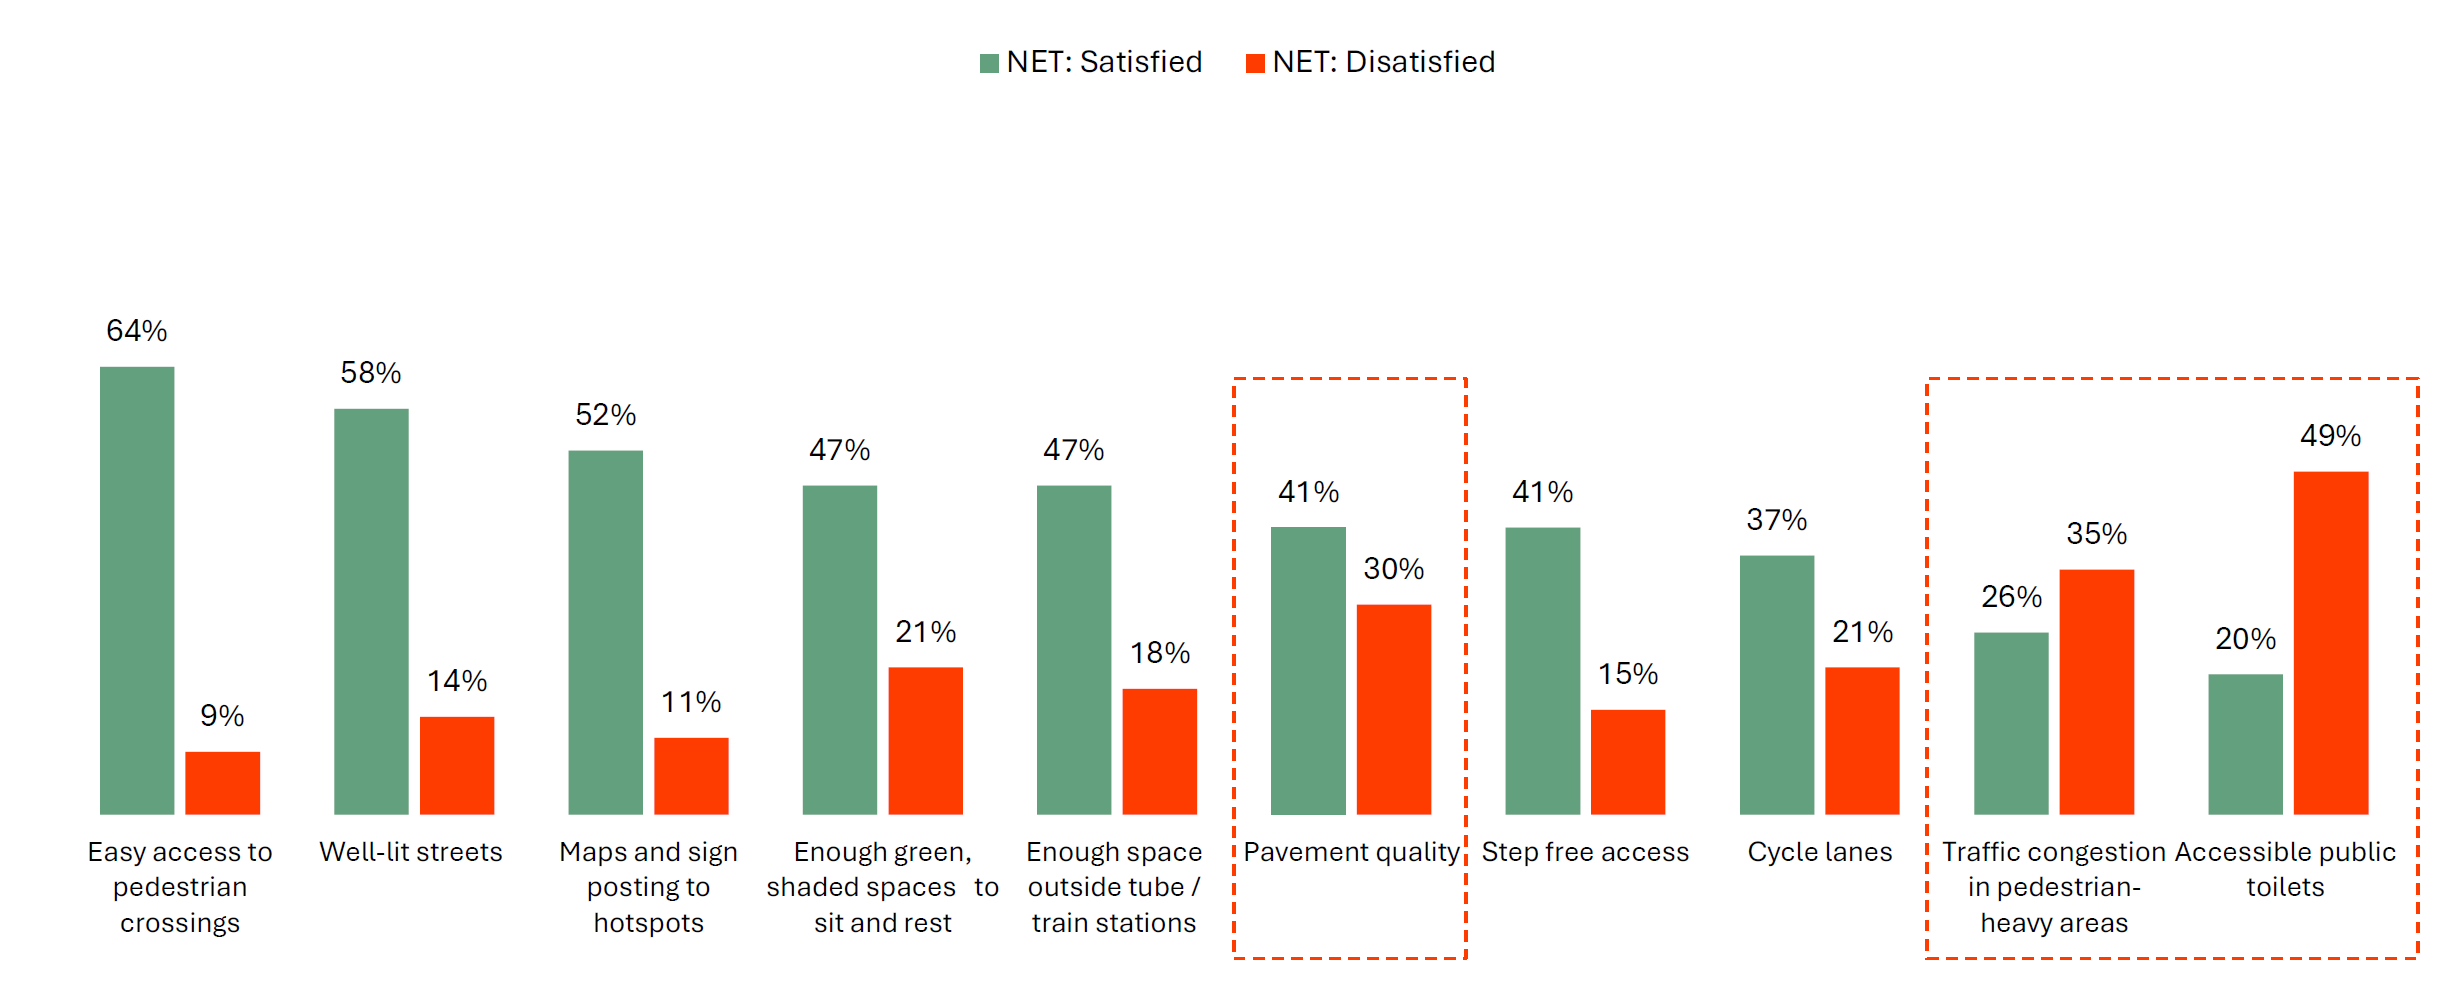 NET: Satisfied NET: Disatisfied
64%
9%
58%
14%
52%
11%
47%
21%
47%
18%
41%
30%
41%
15%
37%
21%
26%
35%
20%
49%
Easy access to
pedestrian
crossings
Well-lit streets
Maps and sign
posting to
hotspots
Enough green,
shaded spaces to
sit and rest
Enough space
outside tube /
train stations
Pavement quality
Step free access
Cycle lanes
Traffic congestion
in pedestrian-
heavy areas
Accessible public
toilets